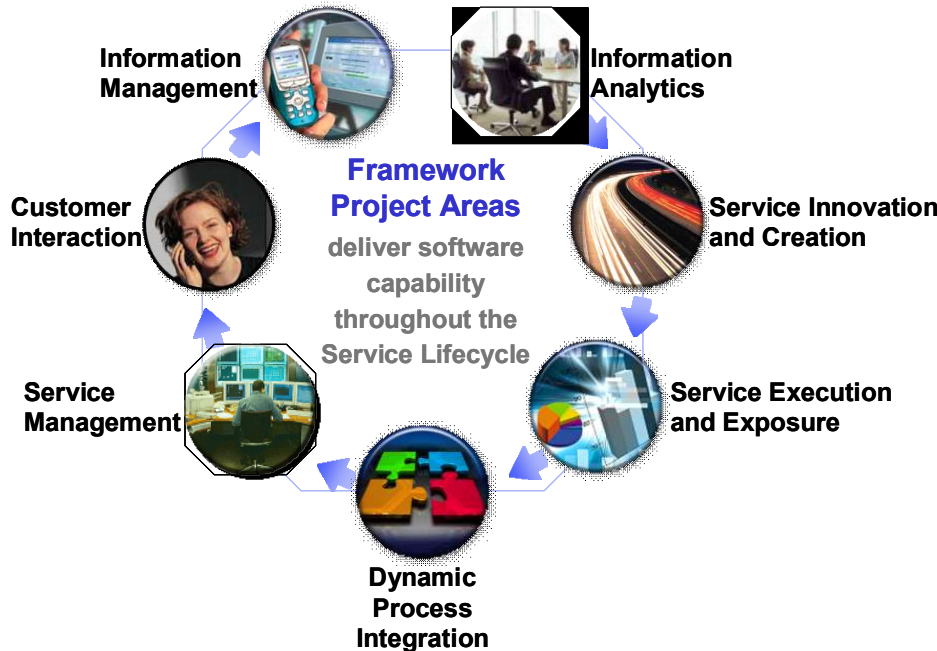 Information
Management
Information
Analytics
Framework
Project Areas
deliver software
capability
throughout the
Service Lifecycle
Customer
Interaction
Service Innovation
and Creation
Service
Management
Service Execution
and Exposure
Dynamic
Process
Integration